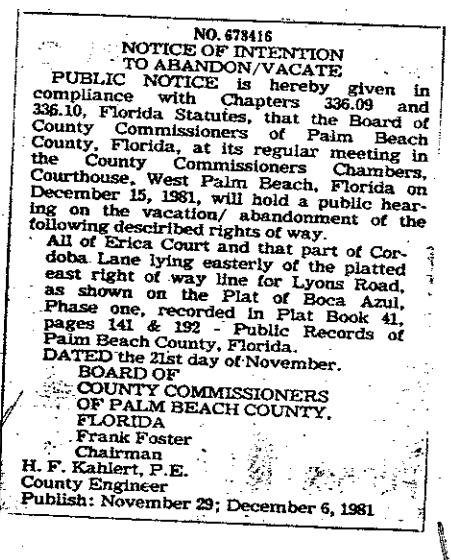 NO. 678416
NOTICE OF INTENTION
TO ABANDON/VACATE
PUBLIC NOTICE is hereby given in
compliance with Chapters 336.09 and
336.10, Florida Statutes, that the Board of
County Commissioners of Palm Beach
County, Florida, at its regular meeting in
the County Commissioners Chambers,
Courthouse, West Palm Beach, Florida on
December 15, 1981, will hold a public hear-
ing on the vacation/ abandonment of the
following desciribed rights of way.
All of Erica Court and that part of Cor-
doba Lane lying easterly of the platted
east right of way line for Lyons Road,
as shown on the Plat of Boca Azul,
Phase one, recorded in Plat Book 41,
pages 141 & 192 - Public Records of
Palm Beach County, Florida.
DATED the 21st day of November.
BOARD OF
COUNTY COMMISSIONERS
OF PALM BEACH COUNTY,
FLORIDA
Frank Foster
Chairman
H. F. Kahlert, P.E.
County Engineer
Publish: November 29; December 6, 1981